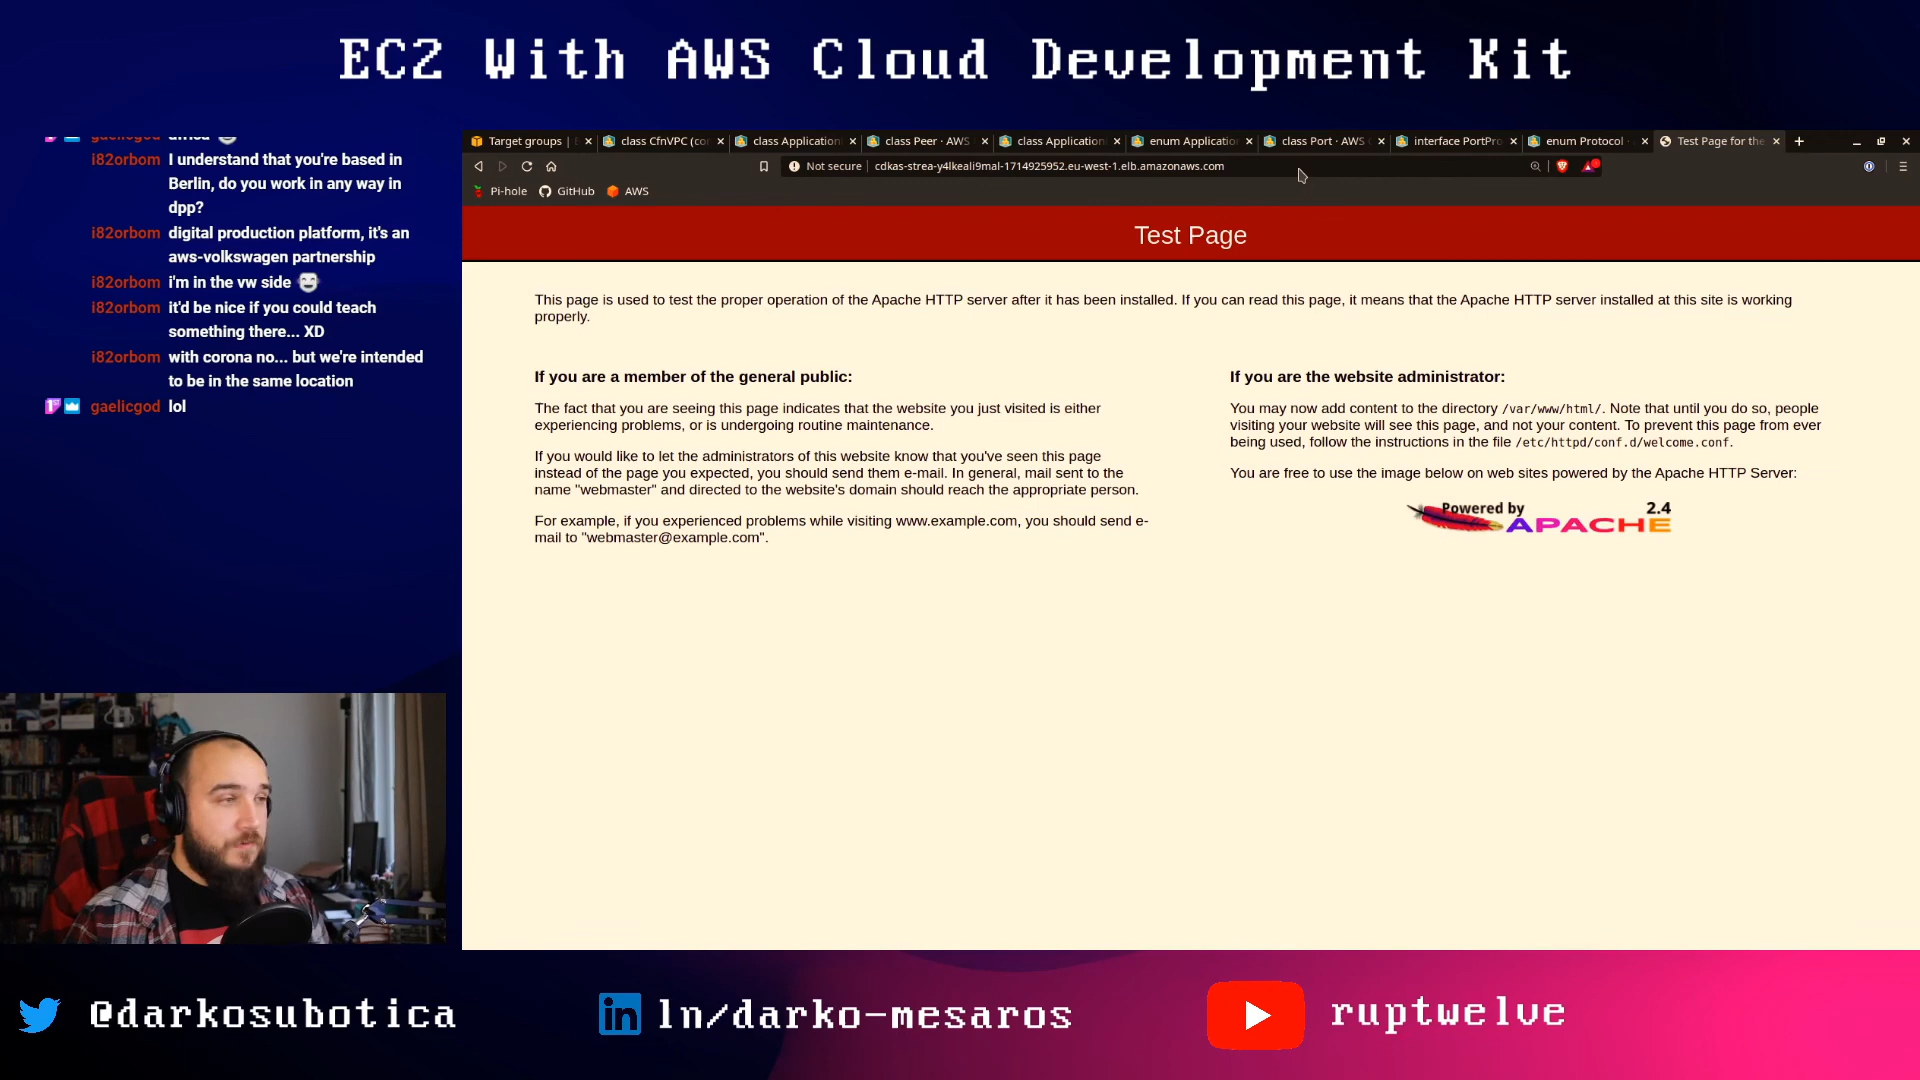 EC2 With AWS Cloud Development Kit
gaelicgod africa
i82orbom I understand that you're based in
Berlin, do you work in any way in
dpp?
i82orbom digital production platform, it's an
aws-volkswagen partnership
i82orbom i'm in the vw side
i82orbom it'd be nice if you could teach
something there... XD
i82orbom with corona no... but we're intended
to be in the same location
gaelicgod lol
Target groups | E
class CfnVPC (co
class Application
class Peer · AWS
class Application
enum Application
class Port · AWS
interface PortPro
enum Protocol ·
Test Page for the
Not secure cdkas-strea-y4lkeali9mal-1714925952.eu-west-1.elb.amazonaws.com
Pi-hole GitHub AWS
Test Page
This page is used to test the proper operation of the Apache HTTP server after it has been installed. If you can read this page, it means that the Apache HTTP server installed at this site is working
properly.
If you are a member of the general public:
The fact that you are seeing this page indicates that the website you just visited is either
experiencing problems, or is undergoing routine maintenance.
If you would like to let the administrators of this website know that you've seen this page
instead of the page you expected, you should send them e-mail. In general, mail sent to the
name "webmaster" and directed to the website's domain should reach the appropriate person.
For example, if you experienced problems while visiting www.example.com, you should send e-
mail to "webmaster@example.com".
If you are the website administrator:
You may now add content to the directory /var/www/html/. Note that until you do so, people
visiting your website will see this page, and not your content. To prevent this page from ever
being used, follow the instructions in the file /etc/httpd/conf.d/welcome.conf.
You are free to use the image below on web sites powered by the Apache HTTP Server:
Powered by 2.4
APACHE
@darkosubotica
in ln/darko-mesaros
ruptwelve